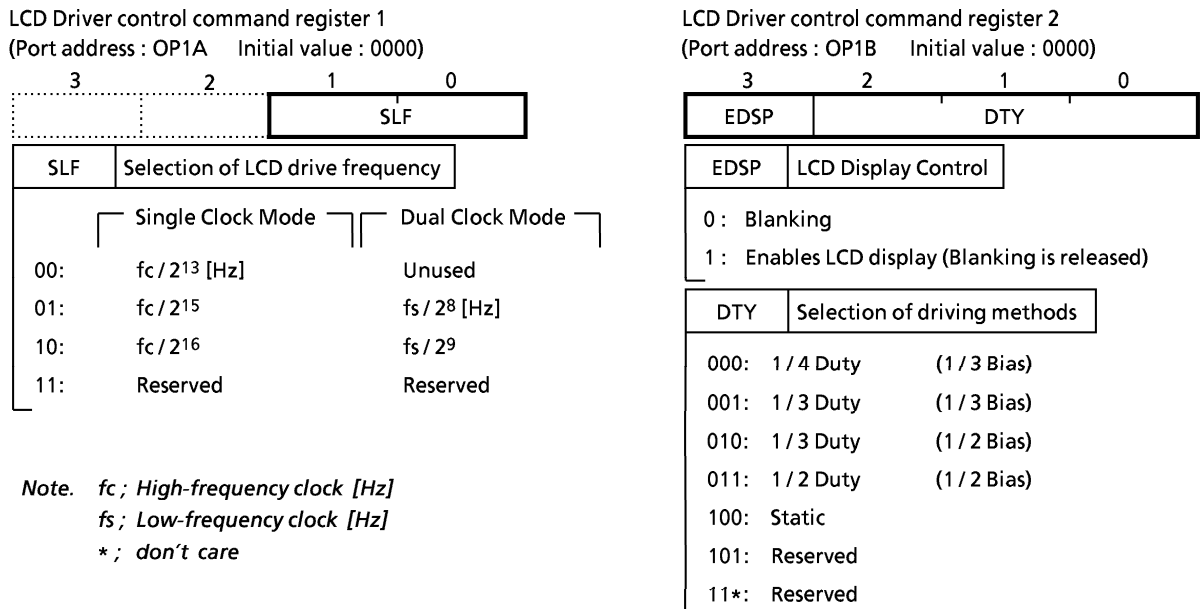 LCD Driver control command register 1
(Port address : OP1A Initial value : 0000)
3 2 1 0
SLF
SLF Selection of LCD drive frequency
Single Clock Mode Dual Clock Mode
00: fc / 2¹³ [Hz] Unused
01: fc / 2¹⁵ fs / 2⁸ [Hz]
10: fc / 2¹⁶ fs / 2⁹
11: Reserved Reserved
Note. fc ; High-frequency clock [Hz]
fs ; Low-frequency clock [Hz]
* ; don't care
LCD Driver control command register 2
(Port address : OP1B Initial value : 0000)
3 2 1 0
EDSP DTY
EDSP LCD Display Control
0 : Blanking
1 : Enables LCD display (Blanking is released)
DTY Selection of driving methods
000: 1 / 4 Duty (1 / 3 Bias)
001: 1 / 3 Duty (1 / 3 Bias)
010: 1 / 3 Duty (1 / 2 Bias)
011: 1 / 2 Duty (1 / 2 Bias)
100: Static
101: Reserved
11*: Reserved